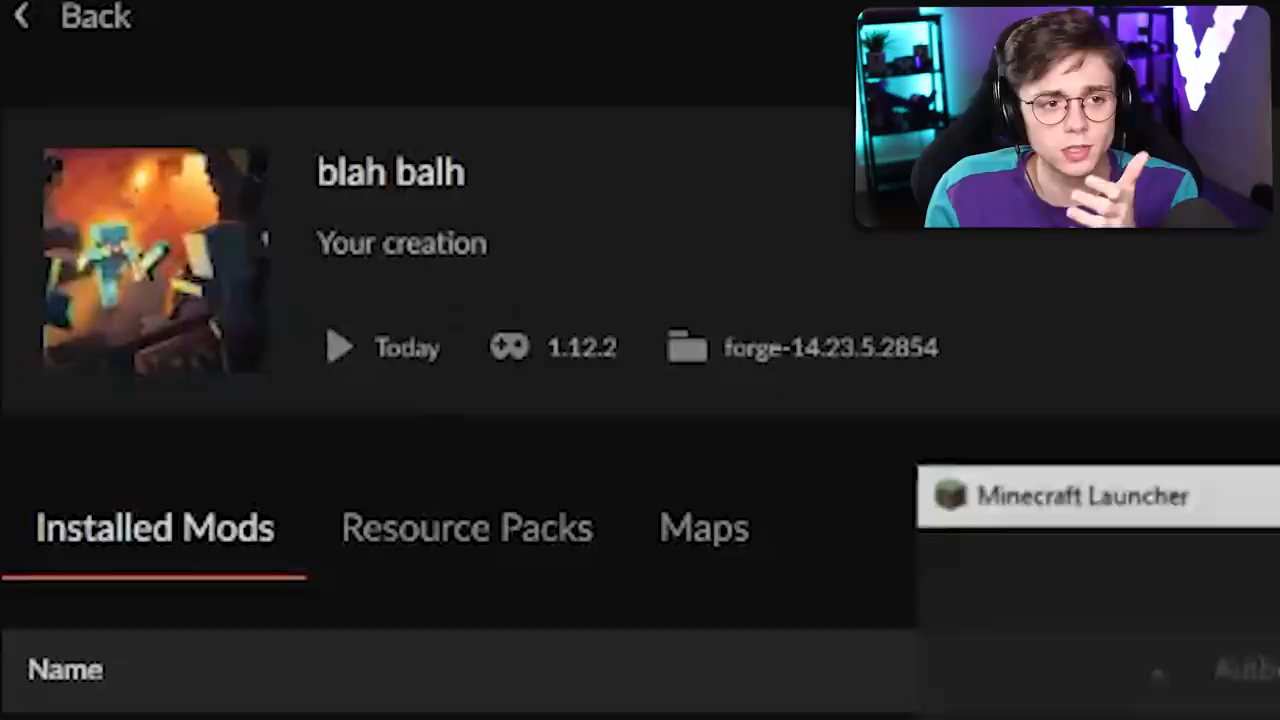 Back
blah balh
Your creation
Today 1.12.2 forge-14.23.5.2854
Installed Mods Resource Packs Maps
Minecraft Launcher
Name